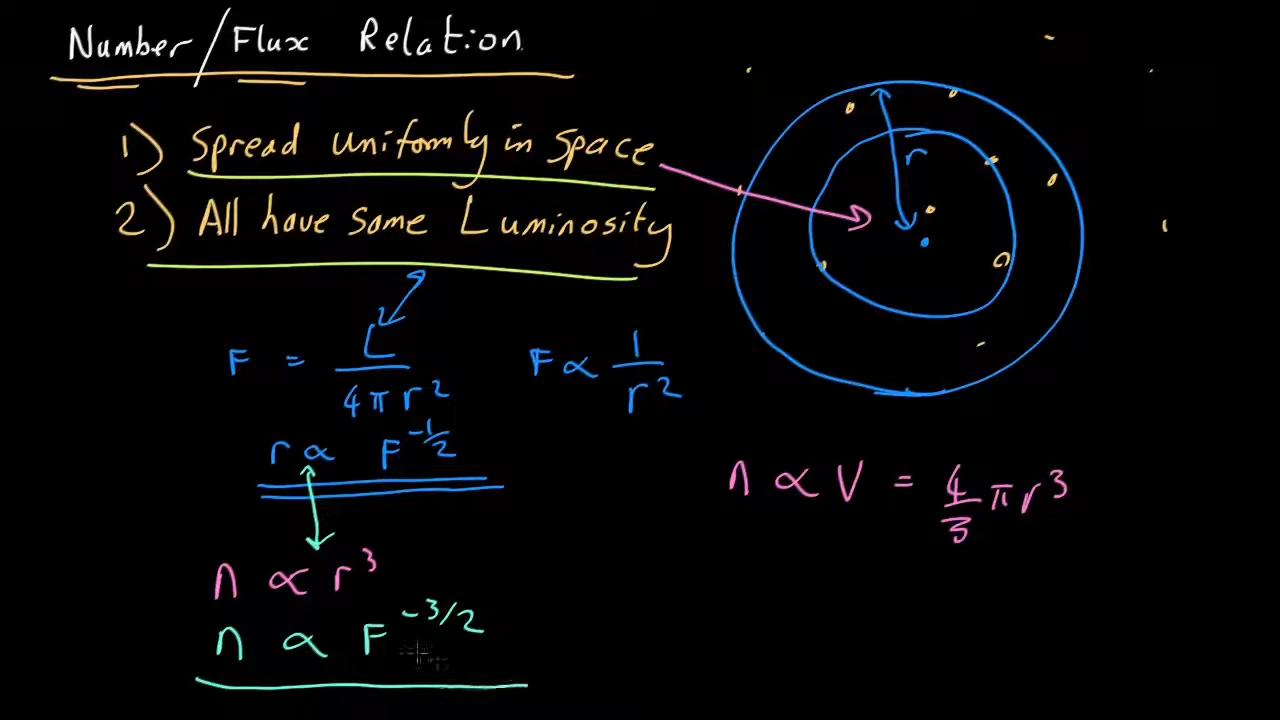 Number/Flux Relation
1) Spread uniformly in space
2) All have same Luminosity
r
F = L / 4πr²
F ∝ 1 / r²
r ∝ F^-1/2
n ∝ V = 4/3 πr³
n ∝ r³
n ∝ F^-3/2